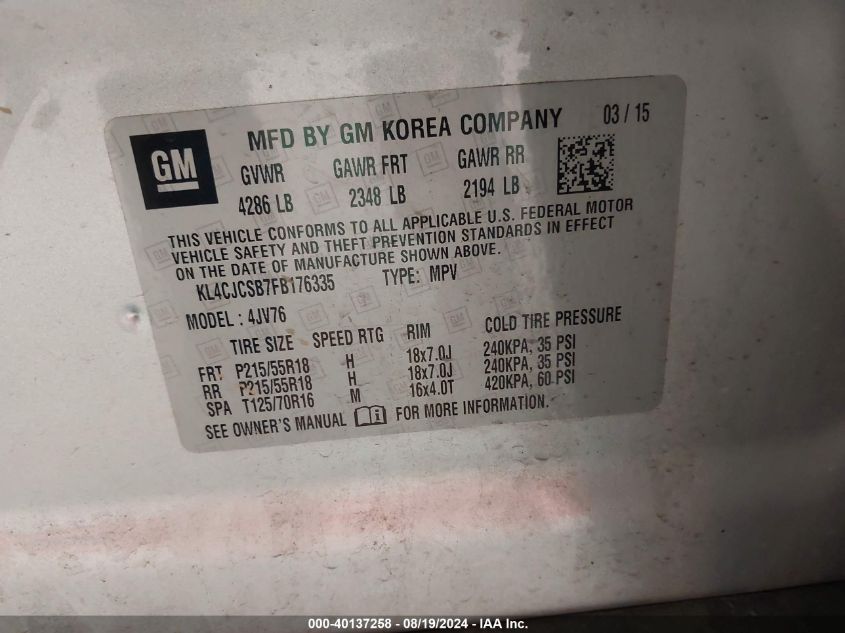 GM
MFD BY GM KOREA COMPANY 03 / 15
GVWR GAWR FRT GAWR RR
4286 LB 2348 LB 2194 LB
THIS VEHICLE CONFORMS TO ALL APPLICABLE U.S. FEDERAL MOTOR
VEHICLE SAFETY AND THEFT PREVENTION STANDARDS IN EFFECT
ON THE DATE OF MANUFACTURE SHOWN ABOVE.
KL4CJCSB7FB176335 TYPE: MPV
MODEL : 4JV76
TIRE SIZE SPEED RTG RIM COLD TIRE PRESSURE
FRT P215/55R18 H 18x7.0J 240KPA, 35 PSI
RR P215/55R18 H 18x7.0J 240KPA, 35 PSI
SPA T125/70R16 M 16x4.0T 420KPA, 60 PSI
SEE OWNER'S MANUAL FOR MORE INFORMATION.
000-40137258 - 08/19/2024 - IAA Inc.